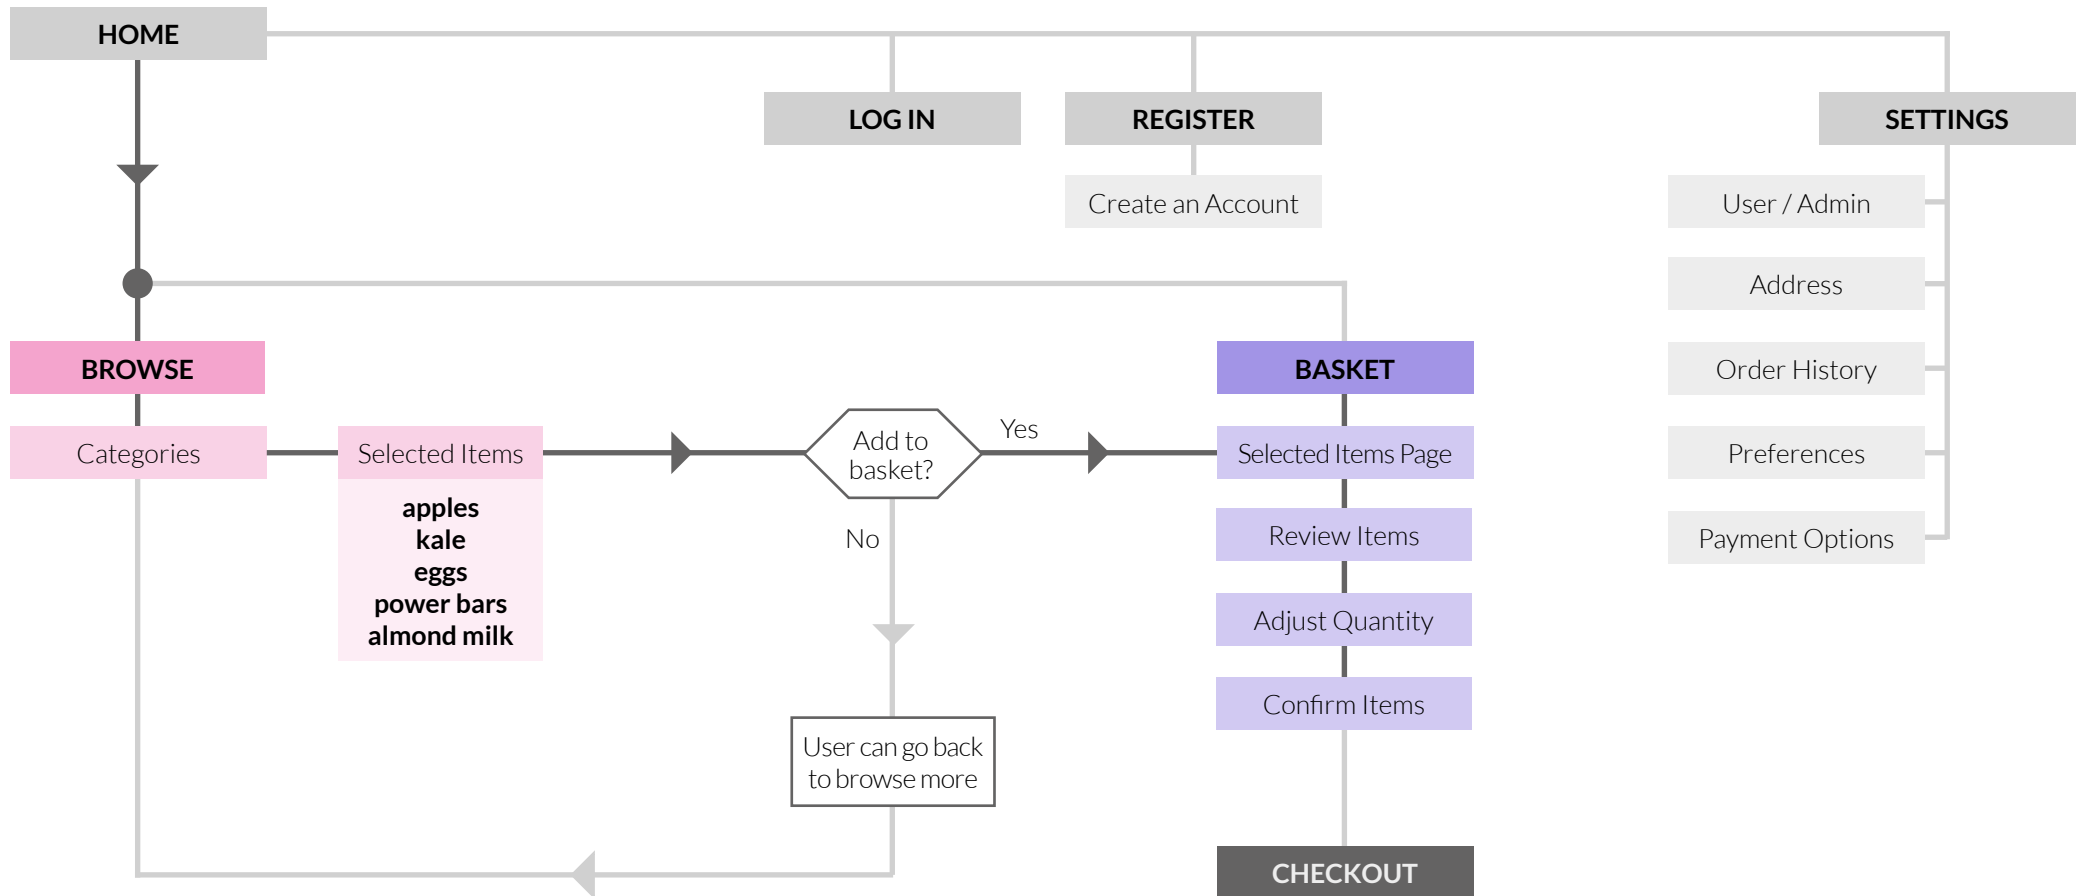 HOME
LOG IN
REGISTER
SETTINGS
Create an Account
User / Admin
Address
Order History
Preferences
Payment Options
BROWSE
Categories
Selected Items
apples
kale
eggs
power bars
almond milk
Add to
basket?
Yes
No
User can go back
to browse more
BASKET
Selected Items Page
Review Items
Adjust Quantity
Confirm Items
CHECKOUT